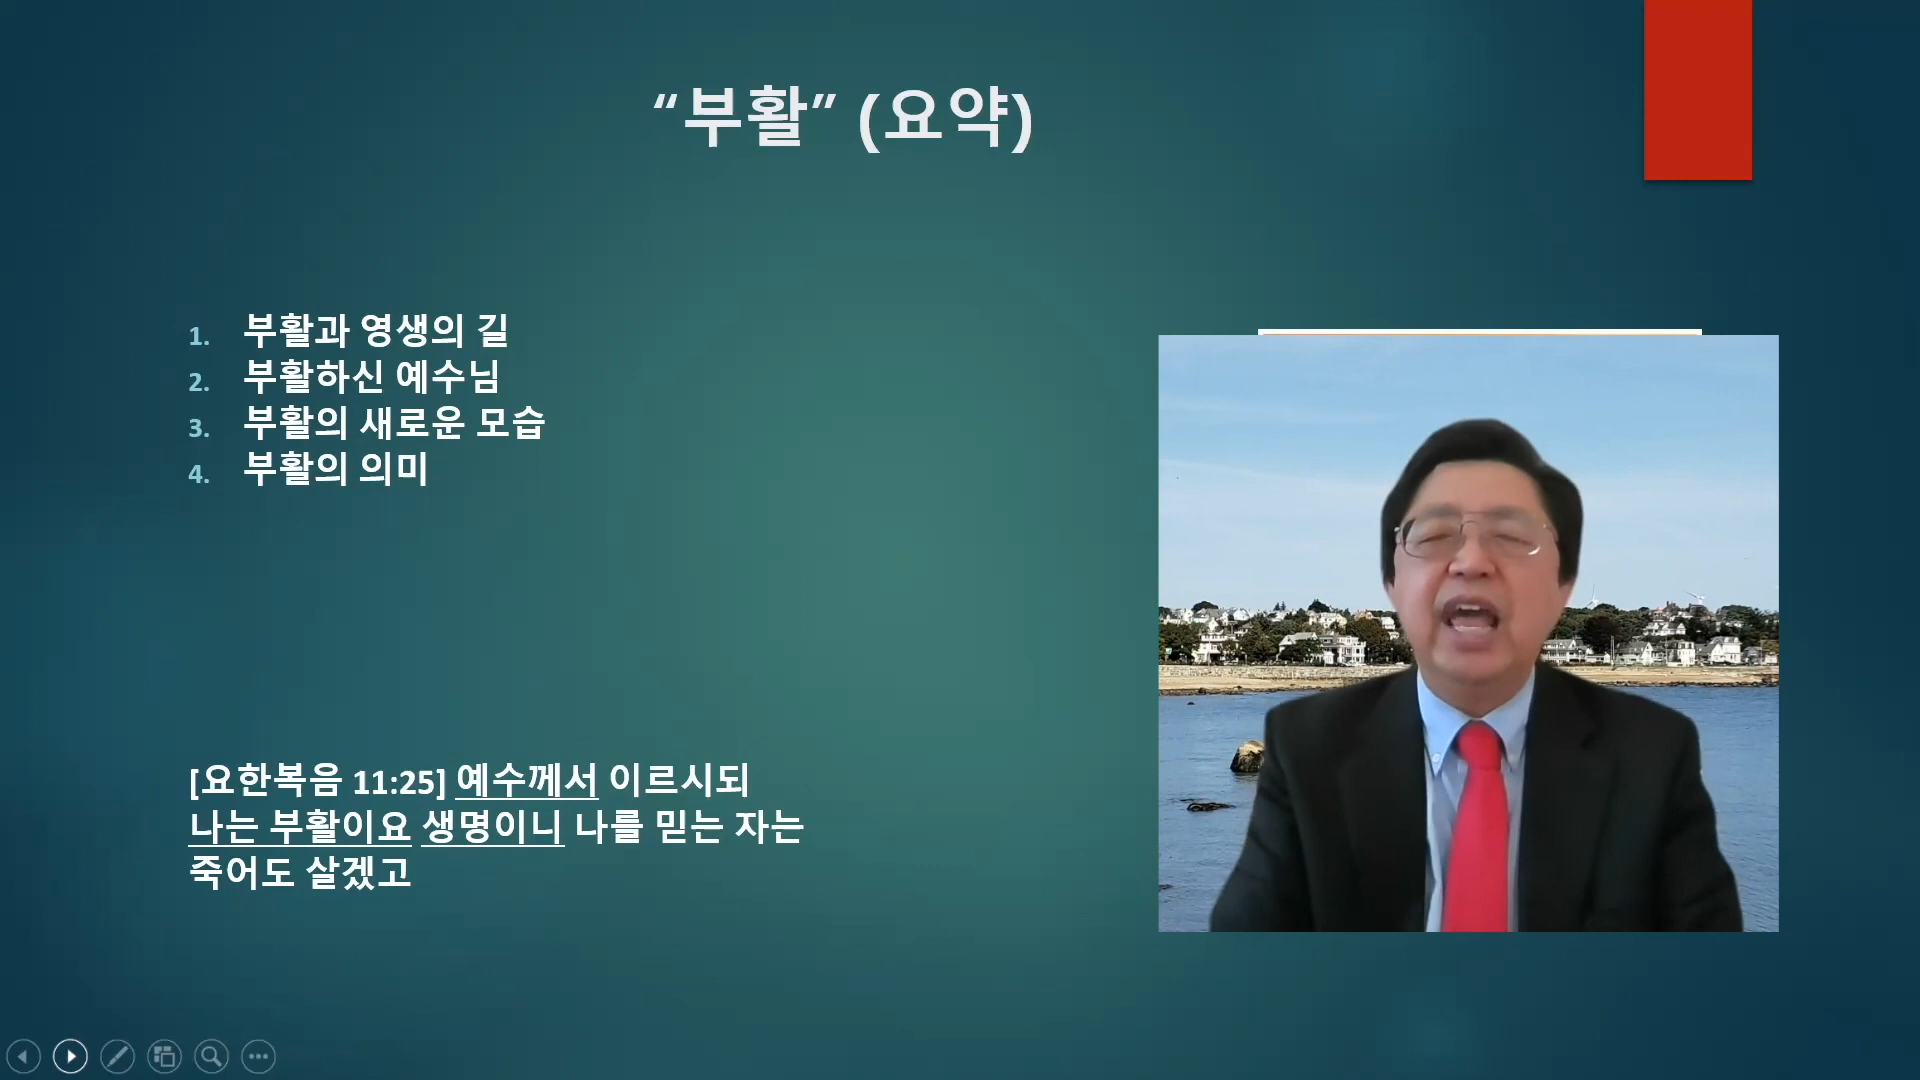 “부활” (요약)
1. 부활과 영생의 길
2. 부활하신 예수님
3. 부활의 새로운 모습
4. 부활의 의미
[요한복음 11:25] 예수께서 이르시되
나는 부활이요 생명이니 나를 믿는 자는
죽어도 살겠고